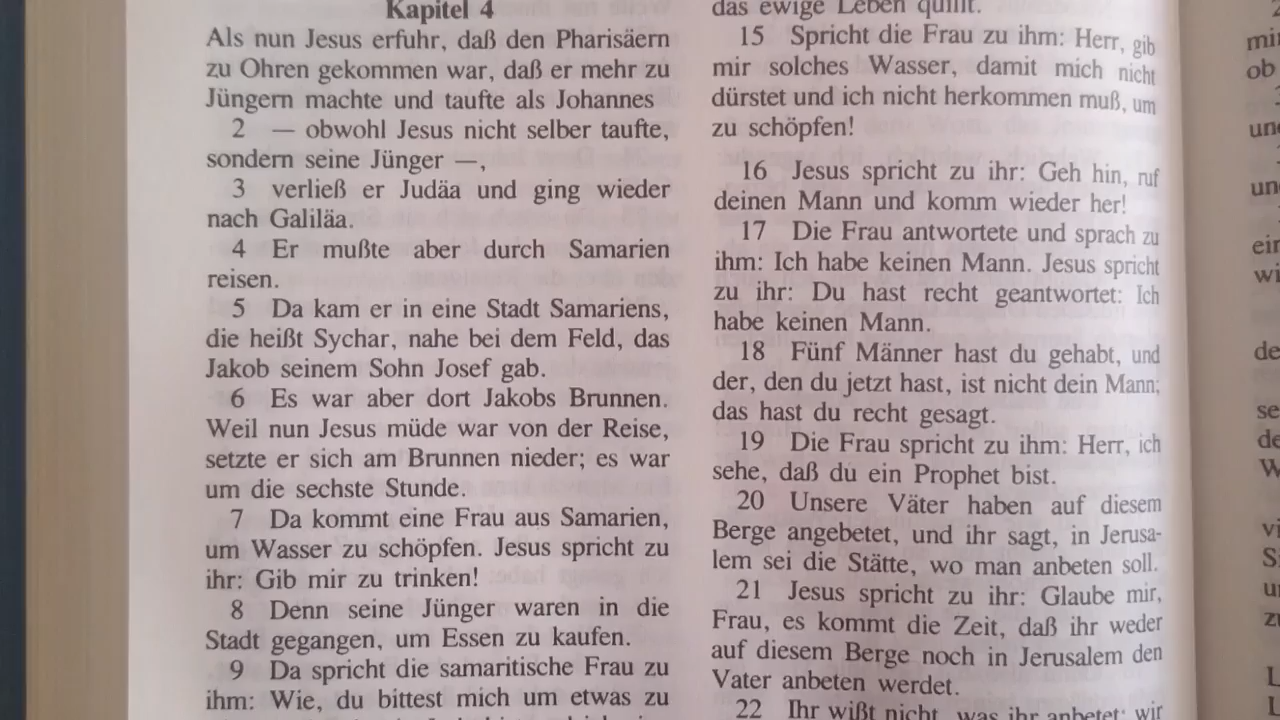 Kapitel 4
Als nun Jesus erfuhr, daß den Pharisäern
zu Ohren gekommen war, daß er mehr zu
Jüngern machte und taufte als Johannes
2 — obwohl Jesus nicht selber taufte,
sondern seine Jünger —,
3 verließ er Judäa und ging wieder
nach Galiläa.
4 Er mußte aber durch Samarien
reisen.
5 Da kam er in eine Stadt Samariens,
die heißt Sychar, nahe bei dem Feld, das
Jakob seinem Sohn Josef gab.
6 Es war aber dort Jakobs Brunnen.
Weil nun Jesus müde war von der Reise,
setzte er sich am Brunnen nieder; es war
um die sechste Stunde.
7 Da kommt eine Frau aus Samarien,
um Wasser zu schöpfen. Jesus spricht zu
ihr: Gib mir zu trinken!
8 Denn seine Jünger waren in die
Stadt gegangen, um Essen zu kaufen.
9 Da spricht die samaritische Frau zu
ihm: Wie, du bittest mich um etwas zu
das ewige Leben quillt.
15 Spricht die Frau zu ihm: Herr, gib
mir solches Wasser, damit mich nicht
dürstet und ich nicht herkommen muß, um
zu schöpfen!
16 Jesus spricht zu ihr: Geh hin, ruf
deinen Mann und komm wieder her!
17 Die Frau antwortete und sprach zu
ihm: Ich habe keinen Mann. Jesus spricht
zu ihr: Du hast recht geantwortet: Ich
habe keinen Mann.
18 Fünf Männer hast du gehabt, und
der, den du jetzt hast, ist nicht dein Mann;
das hast du recht gesagt.
19 Die Frau spricht zu ihm: Herr, ich
sehe, daß du ein Prophet bist.
20 Unsere Väter haben auf diesem
Berge angebetet, und ihr sagt, in Jerusa-
lem sei die Stätte, wo man anbeten soll.
21 Jesus spricht zu ihr: Glaube mir,
Frau, es kommt die Zeit, daß ihr weder
auf diesem Berge noch in Jerusalem den
Vater anbeten werdet.
22 Ihr wißt nicht, was ihr anbetet; wir